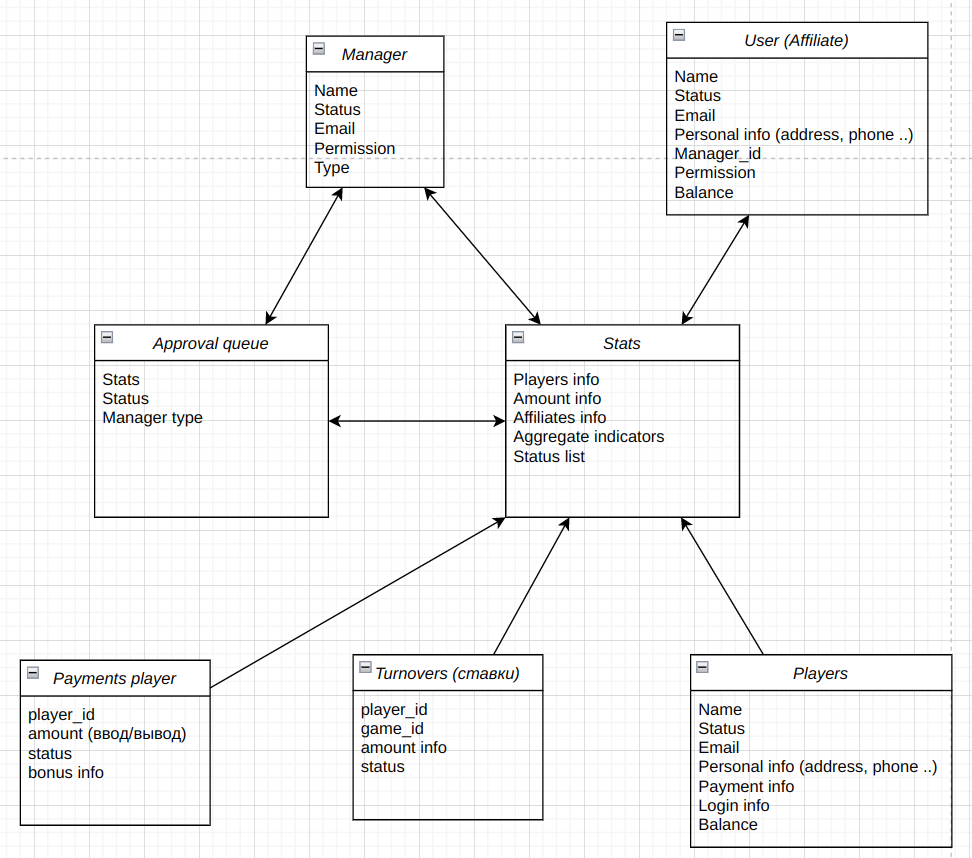 Manager
Name
Status
Email
Permission
Type
User (Affiliate)
Name
Status
Email
Personal info (address, phone ..)
Manager_id
Permission
Balance
Approval queue
Stats
Status
Manager type
Stats
Players info
Amount info
Affiliates info
Aggregate indicators
Status list
Payments player
player_id
amount (ввод/вывод)
status
bonus info
Turnovers (ставки)
player_id
game_id
amount info
status
Players
Name
Status
Email
Personal info (address, phone ..)
Payment info
Login info
Balance